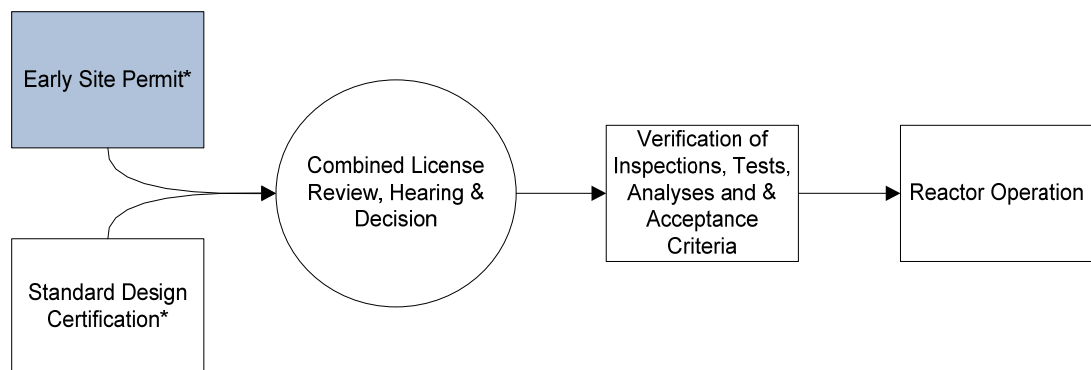 Early Site Permit*
Combined License
Review, Hearing &
Decision
Verification of
Inspections, Tests,
Analyses and &
Acceptance
Criteria
Reactor Operation
Standard Design
Certification*